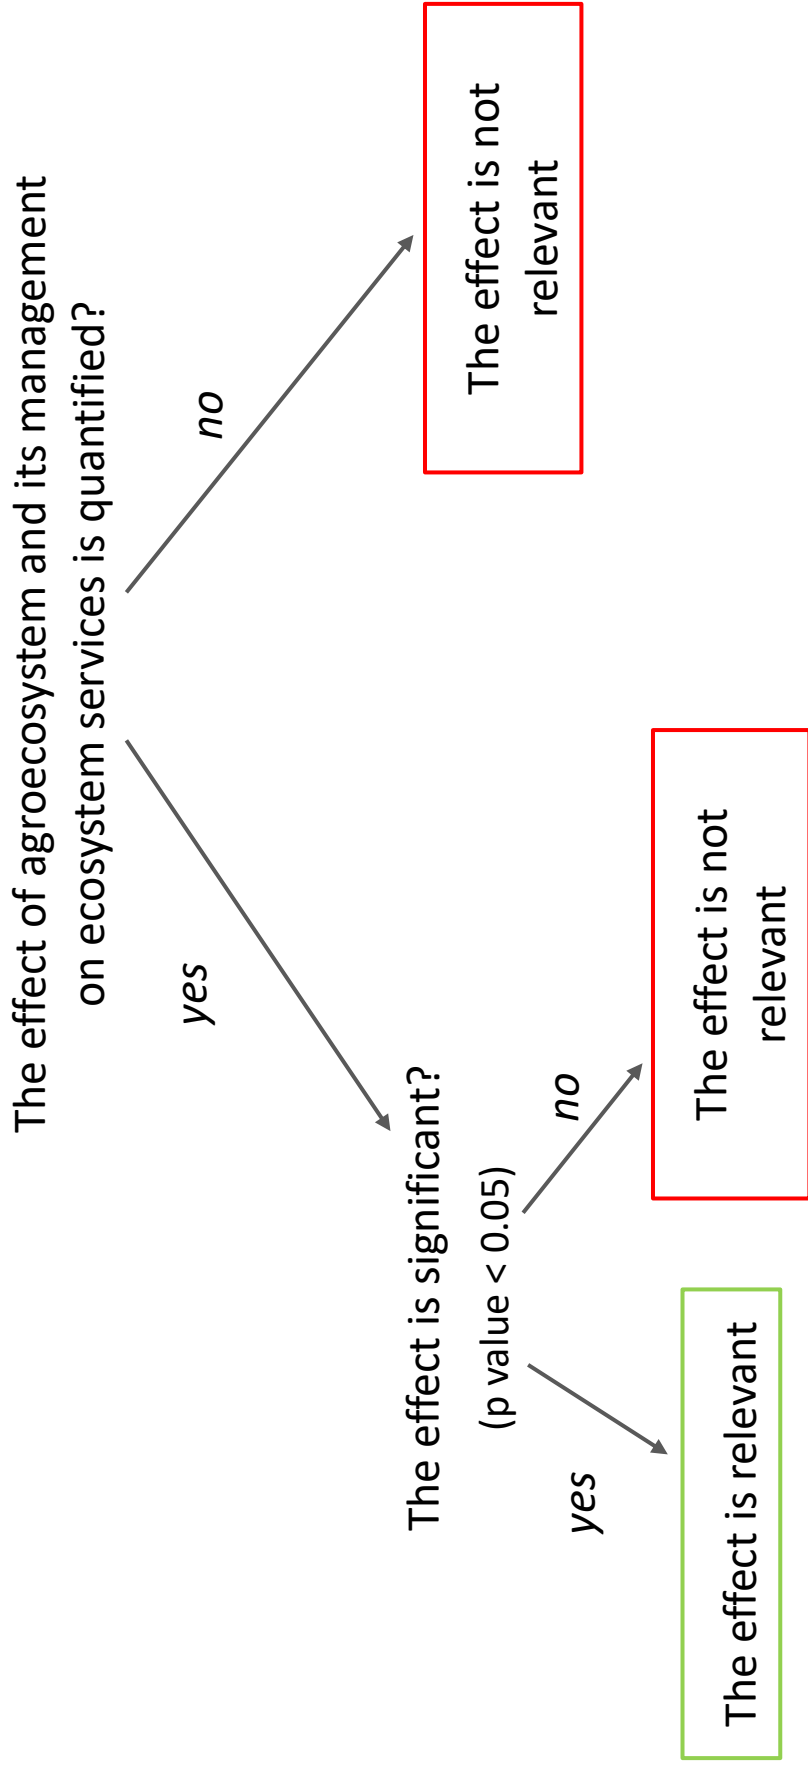 The effect of agroecosystem and its management
on ecosystem services is quantified?
yes
no
The effect is significant?
(p value < 0.05)
The effect is not
relevant
yes
no
The effect is relevant
The effect is not
relevant